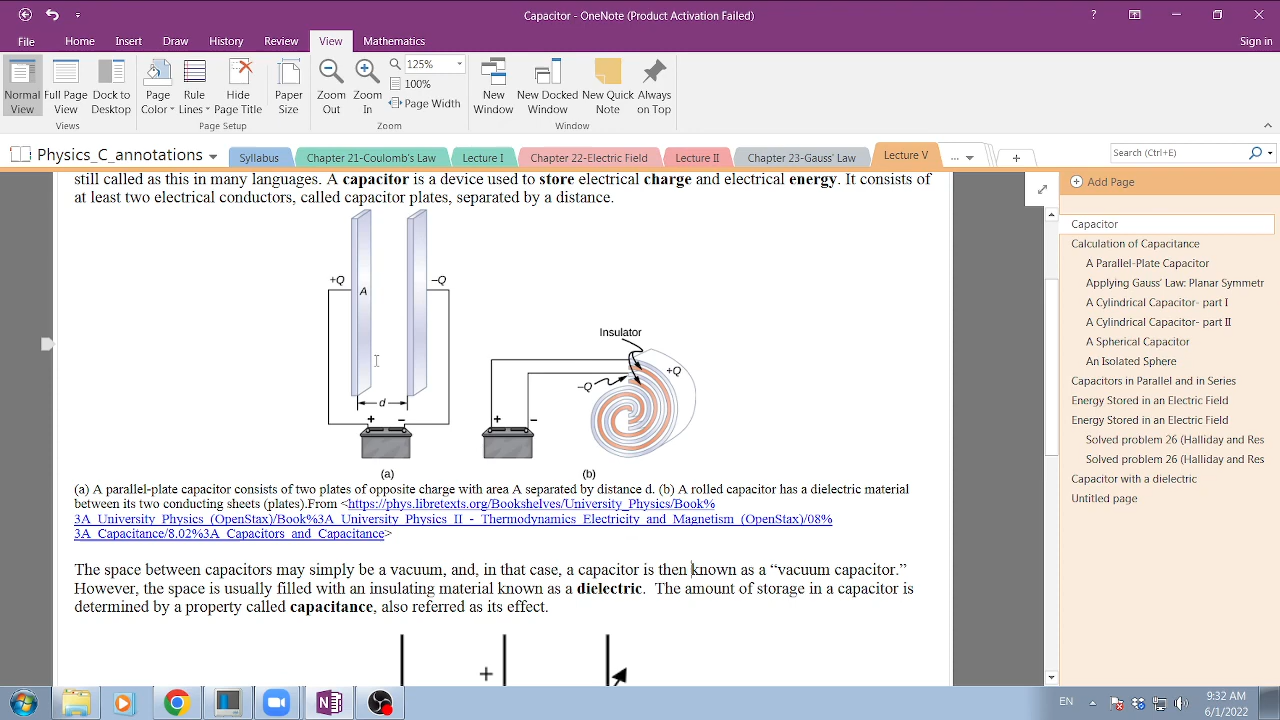 Capacitor - OneNote (Product Activation Failed)
?
File Home Insert Draw History Review View Mathematics Sign in
Normal View
Full Page View
Dock to Desktop
Views
Page Color
Rule Lines
Hide Page Title
Paper Size
Page Setup
Zoom Out
Zoom In
125%
100%
Page Width
Zoom
New Window
New Docked Window
New Quick Note
Always on Top
Window
Physics_C_annotations
Syllabus Chapter 21-Coulomb's Law Lecture I Chapter 22-Electric Field Lecture II Chapter 23-Gauss' Law Lecture V ... +
Search (Ctrl+E)
still called as this in many languages. A capacitor is a device used to store electrical charge and electrical energy. It consists of
at least two electrical conductors, called capacitor plates, separated by a distance.
+Q
A
–Q
d
+ –
(a)
Insulator
–Q
+Q
+ –
(b)
(a) A parallel-plate capacitor consists of two plates of opposite charge with area A separated by distance d. (b) A rolled capacitor has a dielectric material
between its two conducting sheets (plates).From <https://phys.libretexts.org/Bookshelves/University_Physics/Book%
3A_University_Physics_(OpenStax)/Book%3A_University_Physics_II_-_Thermodynamics_Electricity_and_Magnetism_(OpenStax)/08%
3A_Capacitance/8.02%3A_Capacitors_and_Capacitance>
The space between capacitors may simply be a vacuum, and, in that case, a capacitor is then known as a “vacuum capacitor.”
However, the space is usually filled with an insulating material known as a dielectric. The amount of storage in a capacitor is
determined by a property called capacitance, also referred as its effect.
+
Add Page
Capacitor
Calculation of Capacitance
A Parallel-Plate Capacitor
Applying Gauss' Law: Planar Symmetr
A Cylindrical Capacitor- part I
A Cylindrical Capacitor- part II
A Spherical Capacitor
An Isolated Sphere
Capacitors in Parallel and in Series
Energy Stored in an Electric Field
Energy Stored in an Electric Field
Solved problem 26 (Halliday and Res
Solved problem 26 (Halliday and Res
Capacitor with a dielectric
Untitled page
EN
9:32 AM
6/1/2022